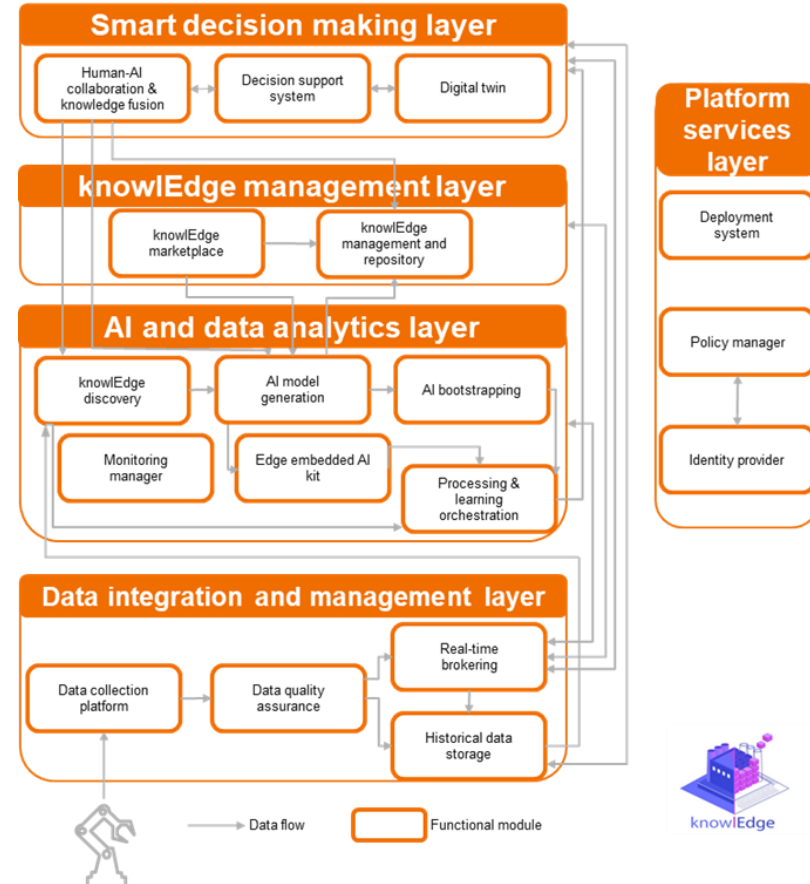 Smart decision making layer
Human-AI
collaboration &
knowledge fusion
Decision support
system
Digital twin
Platform
services
layer
knowlEdge management layer
knowlEdge
marketplace
knowlEdge
management and
repository
Deployment
system
AI and data analytics layer
knowlEdge
discovery
AI model
generation
AI bootstrapping
Policy manager
Monitoring
manager
Edge embedded AI
kit
Processing &
learning
orchestration
Identity provider
Data integration and management layer
Data collection
platform
Data quality
assurance
Real-time
brokering
Historical data
storage
Data flow
Functional module
knowlEdge